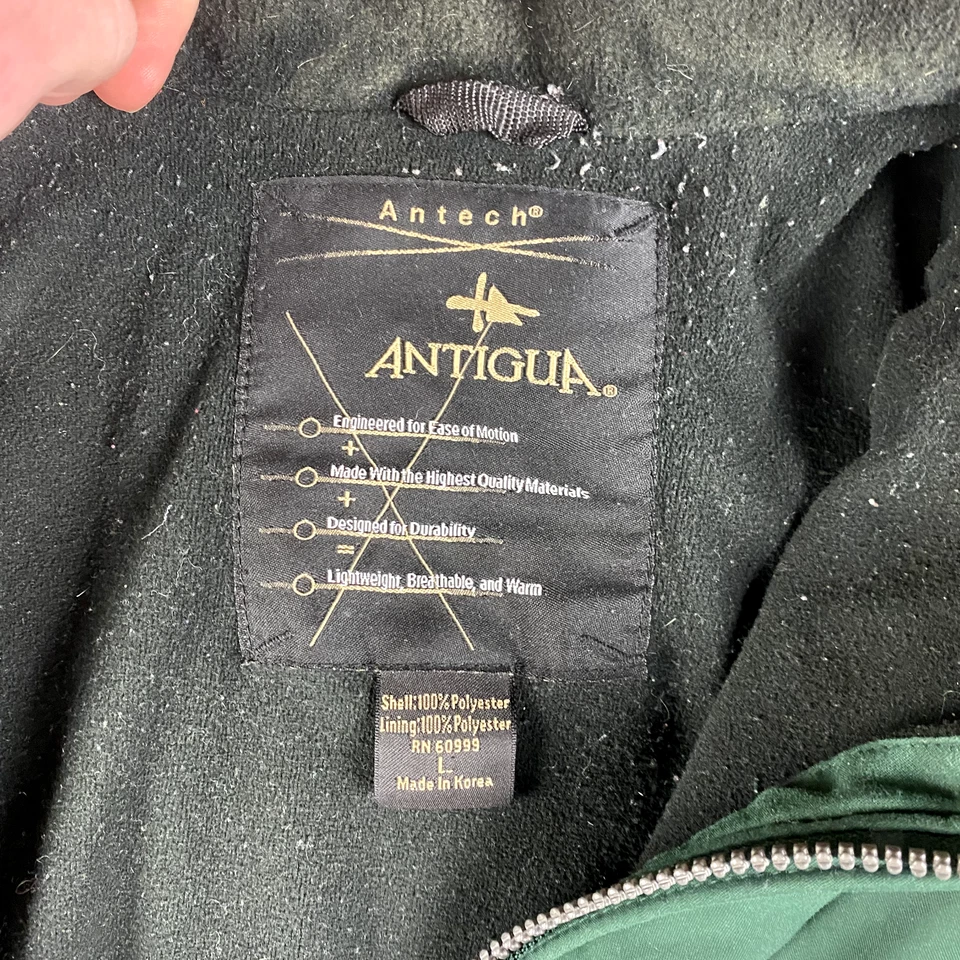 Antech®
ANTIGUA®
Engineered for Ease of Motion
+
Made With the Highest Quality Materials
+
Designed for Durability
=
Lightweight, Breathable, and Warm
Shell:100% Polyester
Lining:100% Polyester
RN 60999
L
Made In Korea